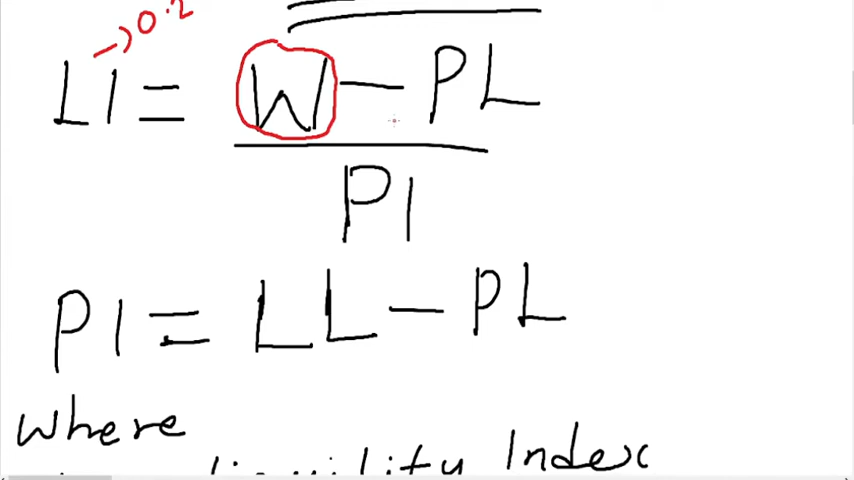 → 0.2
LI = W - PL
PI
PI = LL - PL
where
Index